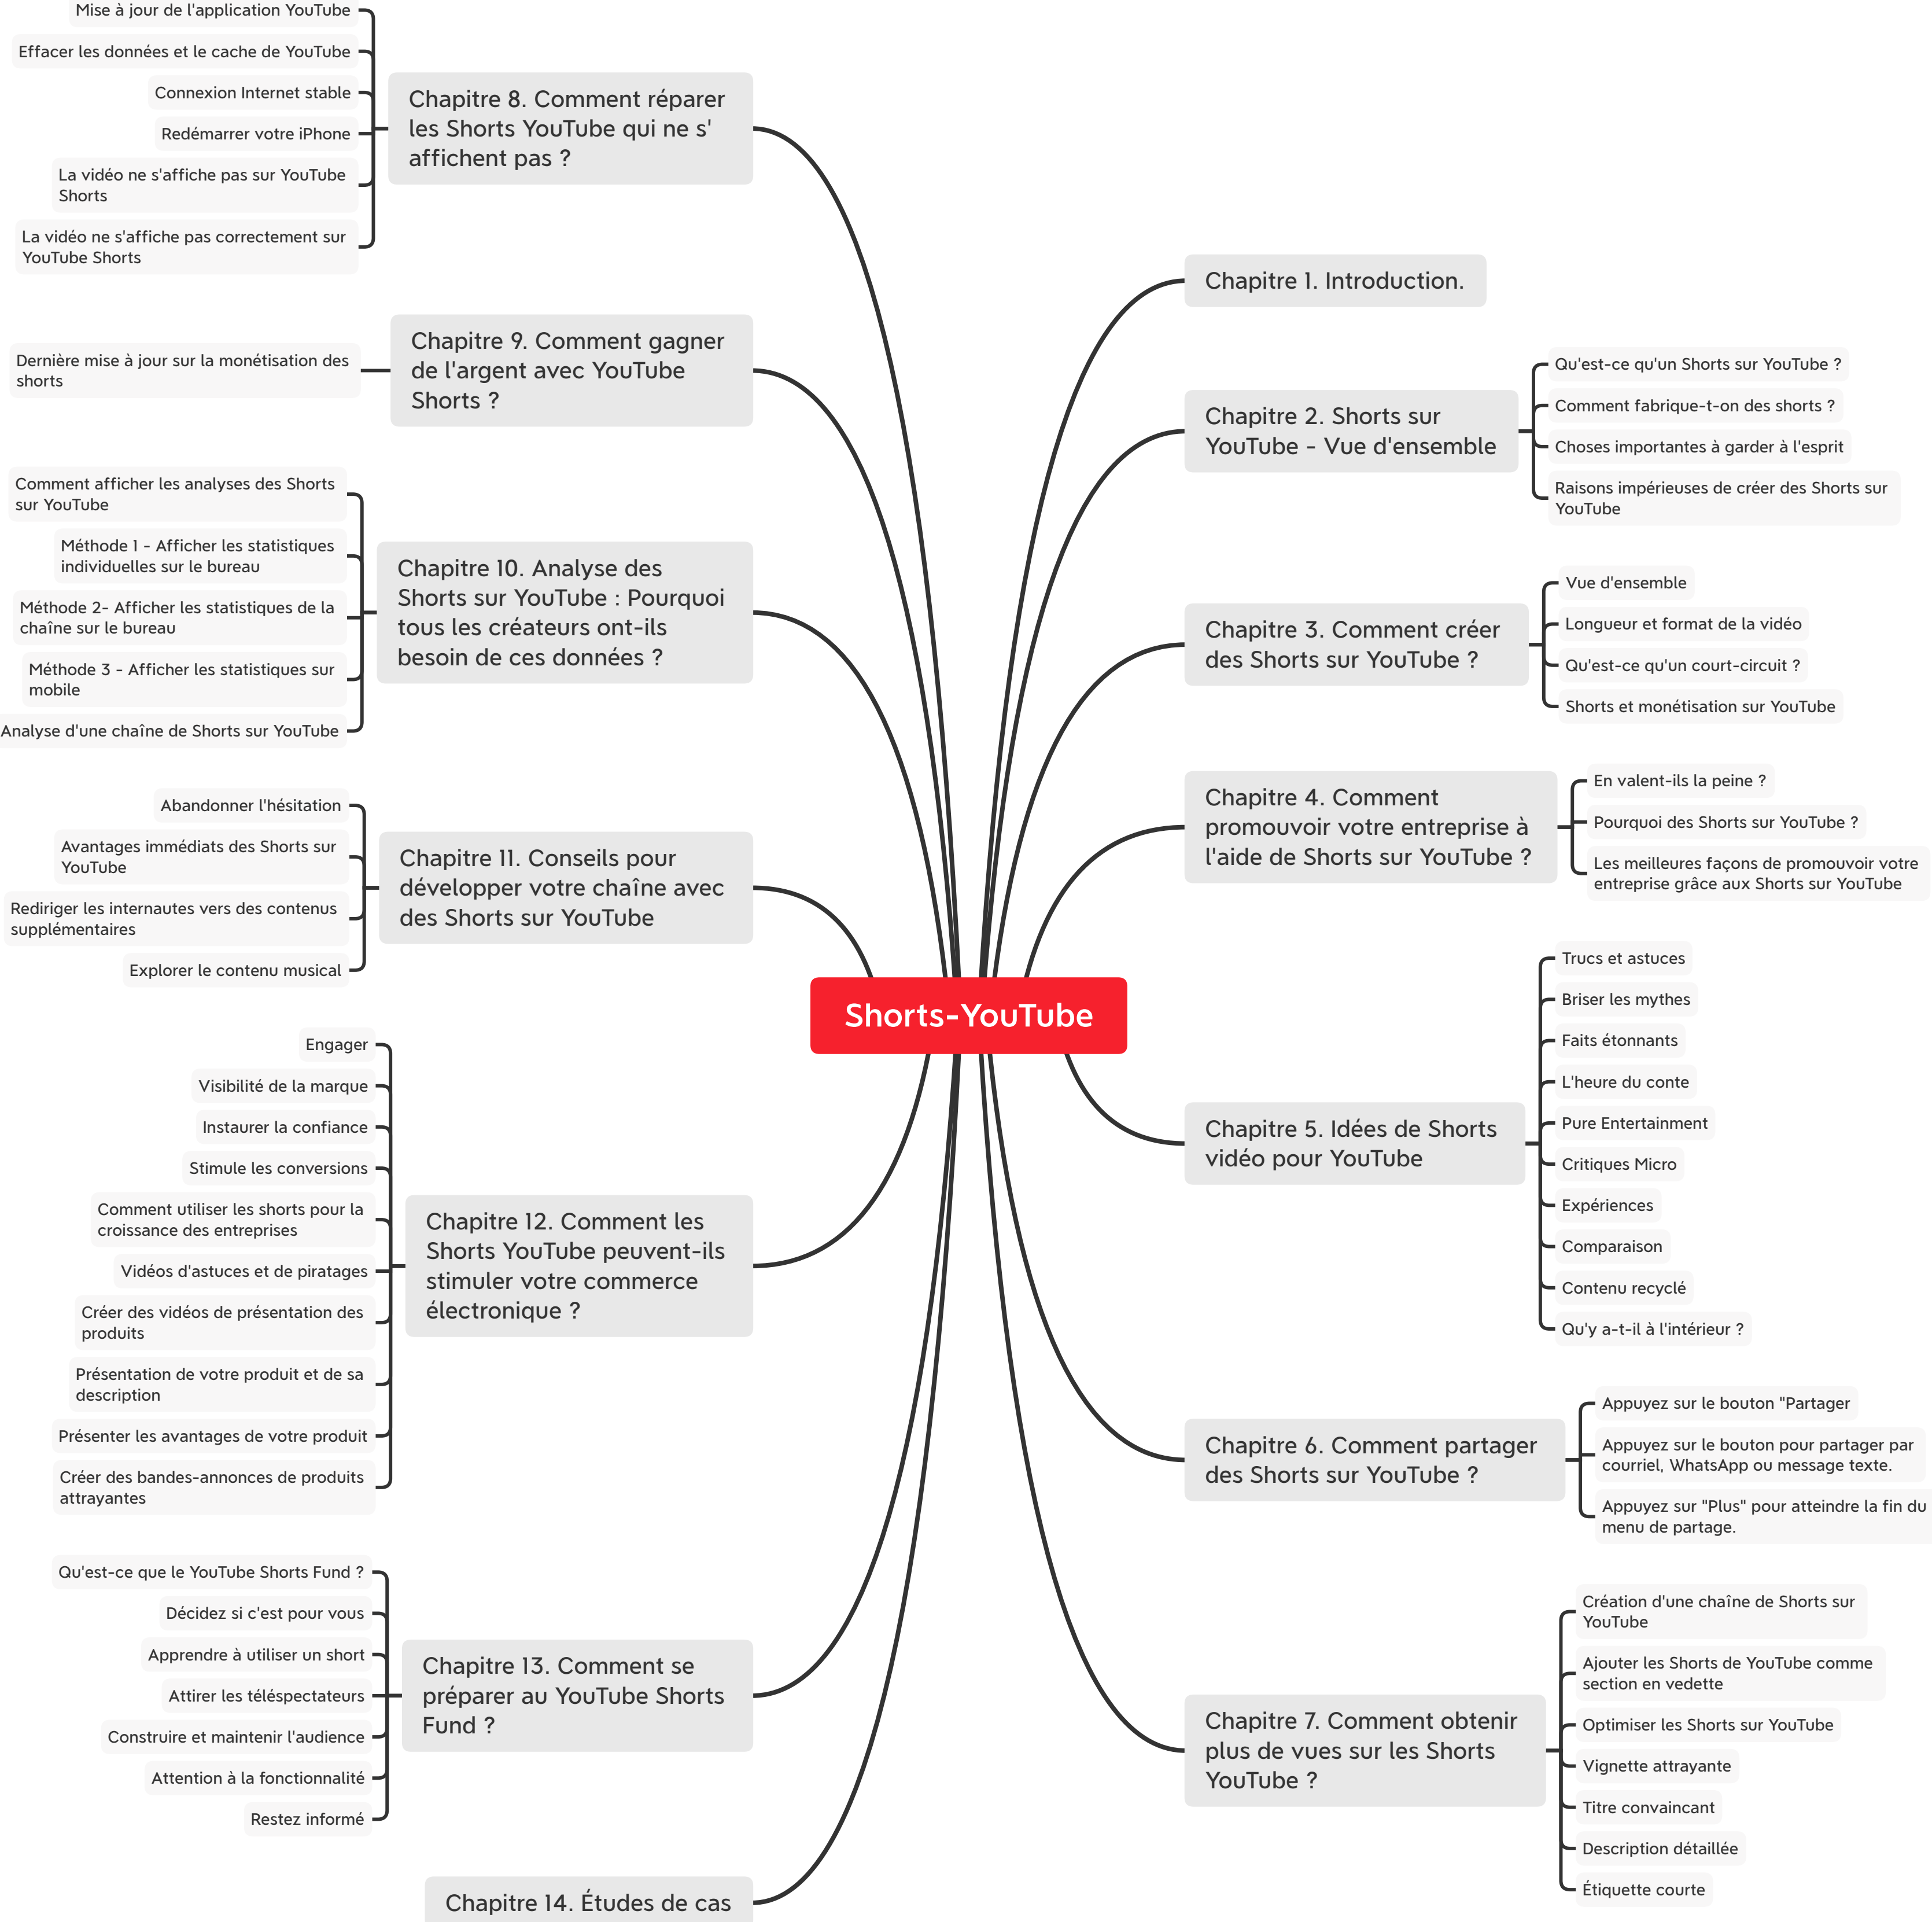 Shorts-YouTube
Chapitre 1. Introduction.
Chapitre 2. Shorts sur
YouTube - Vue d'ensemble
Qu'est-ce qu'un Shorts sur YouTube ?
Comment fabrique-t-on des shorts ?
Choses importantes à garder à l'esprit
Raisons impérieuses de créer des Shorts sur
YouTube
Chapitre 3. Comment créer
des Shorts sur YouTube ?
Vue d'ensemble
Longueur et format de la vidéo
Qu'est-ce qu'un court-circuit ?
Shorts et monétisation sur YouTube
Chapitre 4. Comment
promouvoir votre entreprise à
l'aide de Shorts sur YouTube ?
En valent-ils la peine ?
Pourquoi des Shorts sur YouTube ?
Les meilleures façons de promouvoir votre
entreprise grâce aux Shorts sur YouTube
Chapitre 5. Idées de Shorts
vidéo pour YouTube
Trucs et astuces
Briser les mythes
Faits étonnants
L'heure du conte
Pure Entertainment
Critiques Micro
Expériences
Comparaison
Contenu recyclé
Qu'y a-t-il à l'intérieur ?
Chapitre 6. Comment partager
des Shorts sur YouTube ?
Appuyez sur le bouton "Partager
Appuyez sur le bouton pour partager par
courriel, WhatsApp ou message texte.
Appuyez sur "Plus" pour atteindre la fin du
menu de partage.
Chapitre 7. Comment obtenir
plus de vues sur les Shorts
YouTube ?
Création d'une chaîne de Shorts sur
YouTube
Ajouter les Shorts de YouTube comme
section en vedette
Optimiser les Shorts sur YouTube
Vignette attrayante
Titre convaincant
Description détaillée
Étiquette courte
Chapitre 8. Comment réparer
les Shorts YouTube qui ne s'
affichent pas ?
Mise à jour de l'application YouTube
Effacer les données et le cache de YouTube
Connexion Internet stable
Redémarrer votre iPhone
La vidéo ne s'affiche pas sur YouTube
Shorts
La vidéo ne s'affiche pas correctement sur
YouTube Shorts
Chapitre 9. Comment gagner
de l'argent avec YouTube
Shorts ?
Dernière mise à jour sur la monétisation des
shorts
Chapitre 10. Analyse des
Shorts sur YouTube : Pourquoi
tous les créateurs ont-ils
besoin de ces données ?
Comment afficher les analyses des Shorts
sur YouTube
Méthode 1 - Afficher les statistiques
individuelles sur le bureau
Méthode 2- Afficher les statistiques de la
chaîne sur le bureau
Méthode 3 - Afficher les statistiques sur
mobile
Analyse d'une chaîne de Shorts sur YouTube
Chapitre 11. Conseils pour
développer votre chaîne avec
des Shorts sur YouTube
Abandonner l'hésitation
Avantages immédiats des Shorts sur
YouTube
Rediriger les internautes vers des contenus
supplémentaires
Explorer le contenu musical
Chapitre 12. Comment les
Shorts YouTube peuvent-ils
stimuler votre commerce
électronique ?
Engager
Visibilité de la marque
Instaurer la confiance
Stimule les conversions
Comment utiliser les shorts pour la
croissance des entreprises
Vidéos d'astuces et de piratages
Créer des vidéos de présentation des
produits
Présentation de votre produit et de sa
description
Présenter les avantages de votre produit
Créer des bandes-annonces de produits
attrayantes
Chapitre 13. Comment se
préparer au YouTube Shorts
Fund ?
Qu'est-ce que le YouTube Shorts Fund ?
Décidez si c'est pour vous
Apprendre à utiliser un short
Attirer les téléspectateurs
Construire et maintenir l'audience
Attention à la fonctionnalité
Restez informé
Chapitre 14. Études de cas